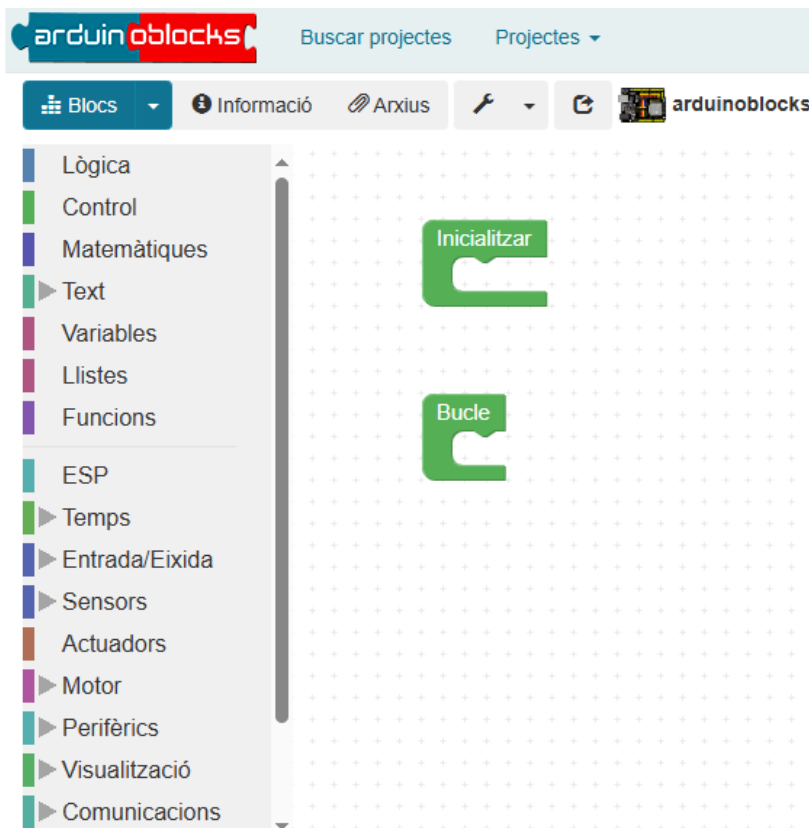 arduinoblocks
Buscar projectes
Projectes
Blocs
Informació
Arxius
arduinoblocks
Lògica
Control
Matemàtiques
Text
Variables
Llistes
Funcions
ESP
Temps
Entrada/Eixida
Sensors
Actuadors
Motor
Perifèrics
Visualització
Comunicacions
Inicialitzar
Bucle